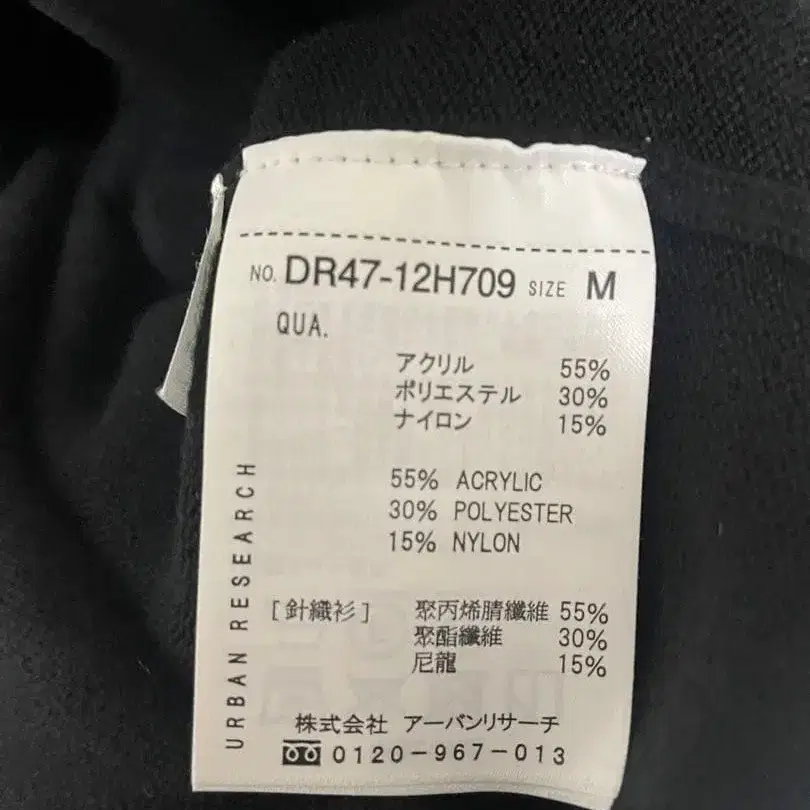 NO. DR47-12H709 SIZE M
QUA.
アクリル 55%
ポリエステル 30%
ナイロン 15%
55% ACRYLIC
30% POLYESTER
15% NYLON
[針織衫] 聚丙烯腈纖維 55%
聚酯纖維 30%
尼龍 15%
URBAN RESEARCH
株式会社 アーバンリサーチ
0120-967-013